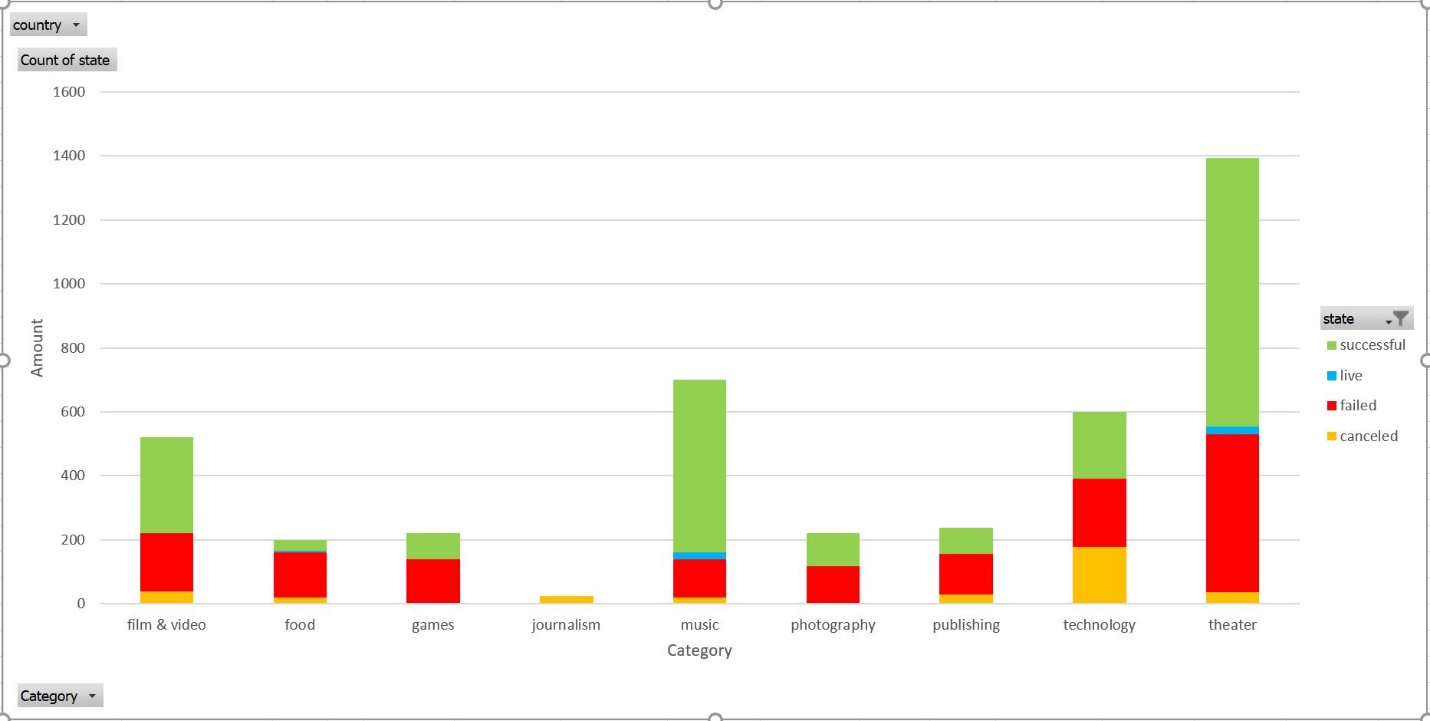 country
Count of state
1600
1400
1200
1000
800
600
400
200
0
Amount
film & video
food
games
journalism
music
photography
publishing
technology
theater
Category
state
successful
live
failed
canceled
Category